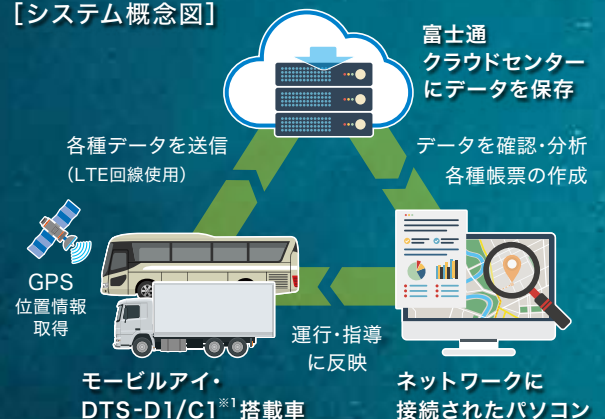 [システム概念図]
富士通
クラウドセンター
にデータを保存
各種データを送信
(LTE回線使用)
データを確認・分析
各種帳票の作成
GPS
位置情報
取得
運行・指導
に反映
モービルアイ・
DTS-D1/C1※1搭載車
ネットワークに
接続されたパソコン